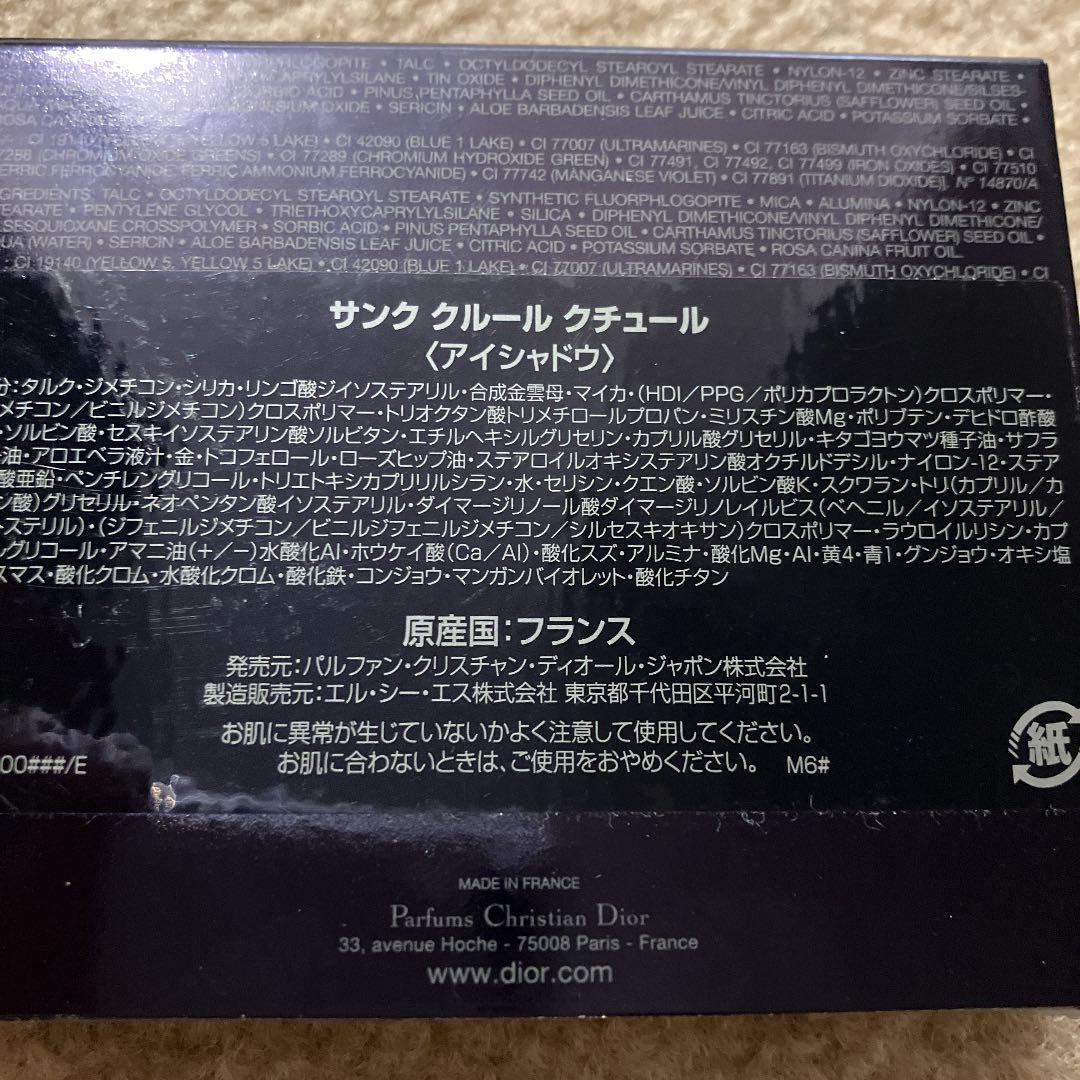 LOGOPITE • TALC • OCTYLDODECYL STEAROYL STEARATE • NYLON-12 • ZINC STEARATE •
CAPRYLYLSILANE • TIN OXIDE • DIPHENYL DIMETHICONE/VINYL DIPHENYL DIMETHICONE/SILSES-
ACID • PINUS PENTAPHYLLA SEED OIL • CARTHAMUS TINCTORIUS (SAFFLOWER) SEED OIL •
OXIDE • SERICIN • ALOE BARBADENSIS LEAF JUICE • CITRIC ACID • POTASSIUM SORBATE •
YELLOW 5 LAKE) • CI 42090 (BLUE 1 LAKE) • CI 77007 (ULTRAMARINES) • CI 77163 (BISMUTH OXYCHLORIDE) • CI
77288 (CHROMIUM OXIDE GREENS) • CI 77289 (CHROMIUM HYDROXIDE GREEN) • CI 77491, CI 77492, CI 77499 (IRON OXIDES) • CI 77510
FERRIC FERROCYANIDE, FERRIC AMMONIUM FERROCYANIDE) • CI 77742 (MANGANESE VIOLET) • CI 77891 (TITANIUM DIOXIDE)]. N° 14870/A
GREDIENTS: TALC • OCTYLDODECYL STEAROYL STEARATE • SYNTHETIC FLUORPHLOGOPITE • MICA • ALUMINA • NYLON-12 • ZINC
TEARATE • PENTYLENE GLYCOL • TRIETHOXYCAPRYLYLSILANE • SILICA • DIPHENYL DIMETHICONE/VINYL DIPHENYL DIMETHICONE/
SESQUIOXANE CROSSPOLYMER • SORBIC ACID • PINUS PENTAPHYLLA SEED OIL • CARTHAMUS TINCTORIUS (SAFFLOWER) SEED OIL •
UA (WATER) • SERICIN • ALOE BARBADENSIS LEAF JUICE • CITRIC ACID • POTASSIUM SORBATE • ROSA CANINA FRUIT OIL.
CI 19140 (YELLOW 5, YELLOW 5 LAKE) • CI 42090 (BLUE 1 LAKE) • CI 77007 (ULTRAMARINES) • CI 77163 (BISMUTH OXYCHLORIDE) • CI
サンク クルール クチュール
〈アイシャドウ〉
分：タルク・ジメチコン・シリカ・リンゴ酸ジイソステアリル・合成金雲母・マイカ・(HDI／PPG／ポリカプロラクトン)クロスポリマー・
メチコン／ビニルジメチコン)クロスポリマー・トリオクタン酸トリメチロールプロパン・ミリスチン酸Mg・ポリブテン・デヒドロ酢酸
・ソルビン酸・セスキイソステアリン酸ソルビタン・エチルヘキシルグリセリン・カプリル酸グリセリル・キタゴヨウマツ種子油・サフラ
油・アロエベラ液汁・金・トコフェロール・ローズヒップ油・ステアロイルオキシステアリン酸オクチルドデシル・ナイロン-12・ステア
酸亜鉛・ペンチレングリコール・トリエトキシカプリリルシラン・水・セリシン・クエン酸・ソルビン酸K・スクワラン・トリ(カプリル／カ
ン酸)グリセリル・ネオペンタン酸イソステアリル・ダイマージリノール酸ダイマージリノレイルビス(ベヘニル／イソステアリル／
ステリル)・(ジフェニルジメチコン／ビニルジフェニルジメチコン／シルセスキオキサン)クロスポリマー・ラウロイルリシン・カプ
ルグリコール・アマニ油(＋／－)水酸化Al・ホウケイ酸(Ca／Al)・酸化スズ・アルミナ・酸化Mg・Al・黄4・青1・グンジョウ・オキシ塩
スマス・酸化クロム・水酸化クロム・酸化鉄・コンジョウ・マンガンバイオレット・酸化チタン
原産国：フランス
発売元：パルファン・クリスチャン・ディオール・ジャポン株式会社
製造販売元：エル・シー・エス株式会社 東京都千代田区平河町2-1-1
お肌に異常が生じていないかよく注意して使用してください。
00###/E お肌に合わないときは、ご使用をおやめください。 M6#
紙
MADE IN FRANCE
Parfums Christian Dior
33, avenue Hoche - 75008 Paris - France
www.dior.com